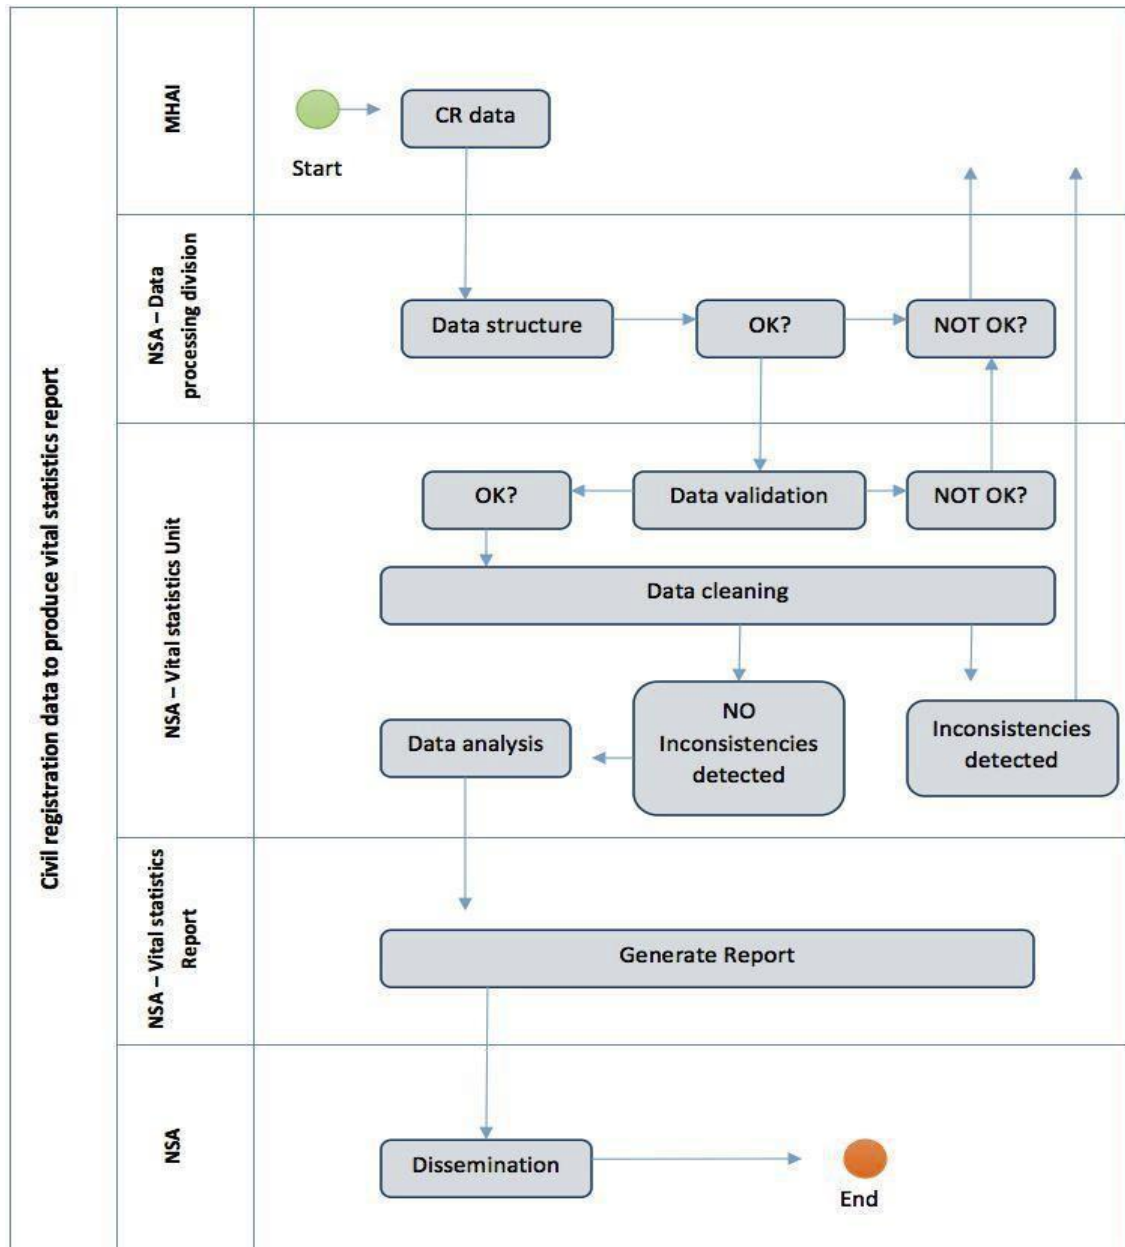 Civil registration data to produce vital statistics report
MHAI
CR data
Start
NSA – Data
processing division
Data structure
OK?
NOT OK?
NSA – Vital statistics Unit
OK?
Data validation
NOT OK?
Data cleaning
Data analysis
NO
Inconsistencies
detected
Inconsistencies
detected
NSA – Vital statistics
Report
Generate Report
NSA
Dissemination
End